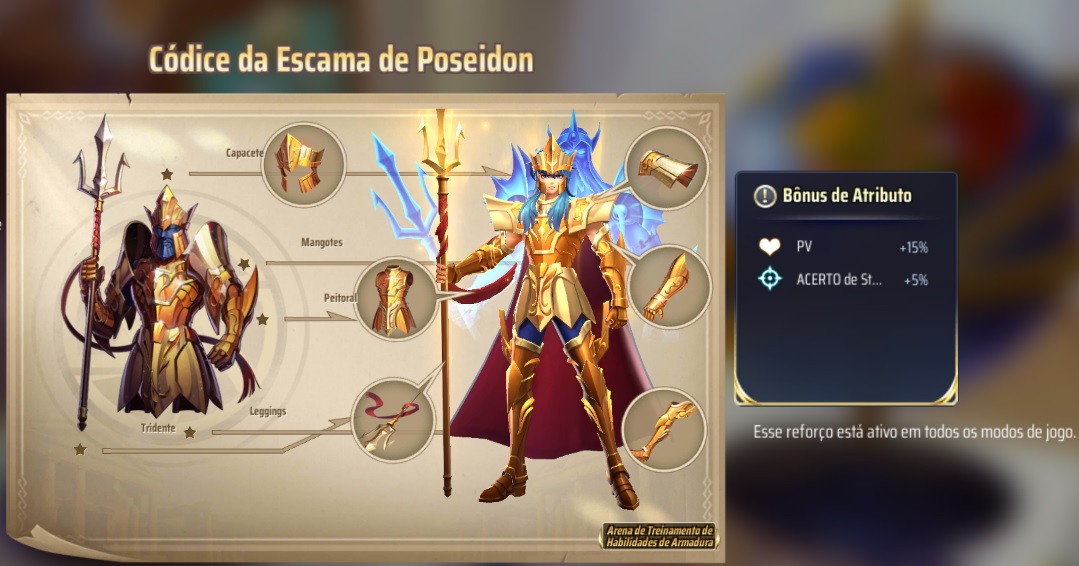 Códice da Escama de Poseidon
Capacete
Mangotes
Peitoral
Leggings
Tridente
Arena de Treinamento de
Habilidades de Armadura
Bônus de Atributo
PV +15%
ACERTO de St... +5%
Esse reforço está ativo em todos os modos de jogo.